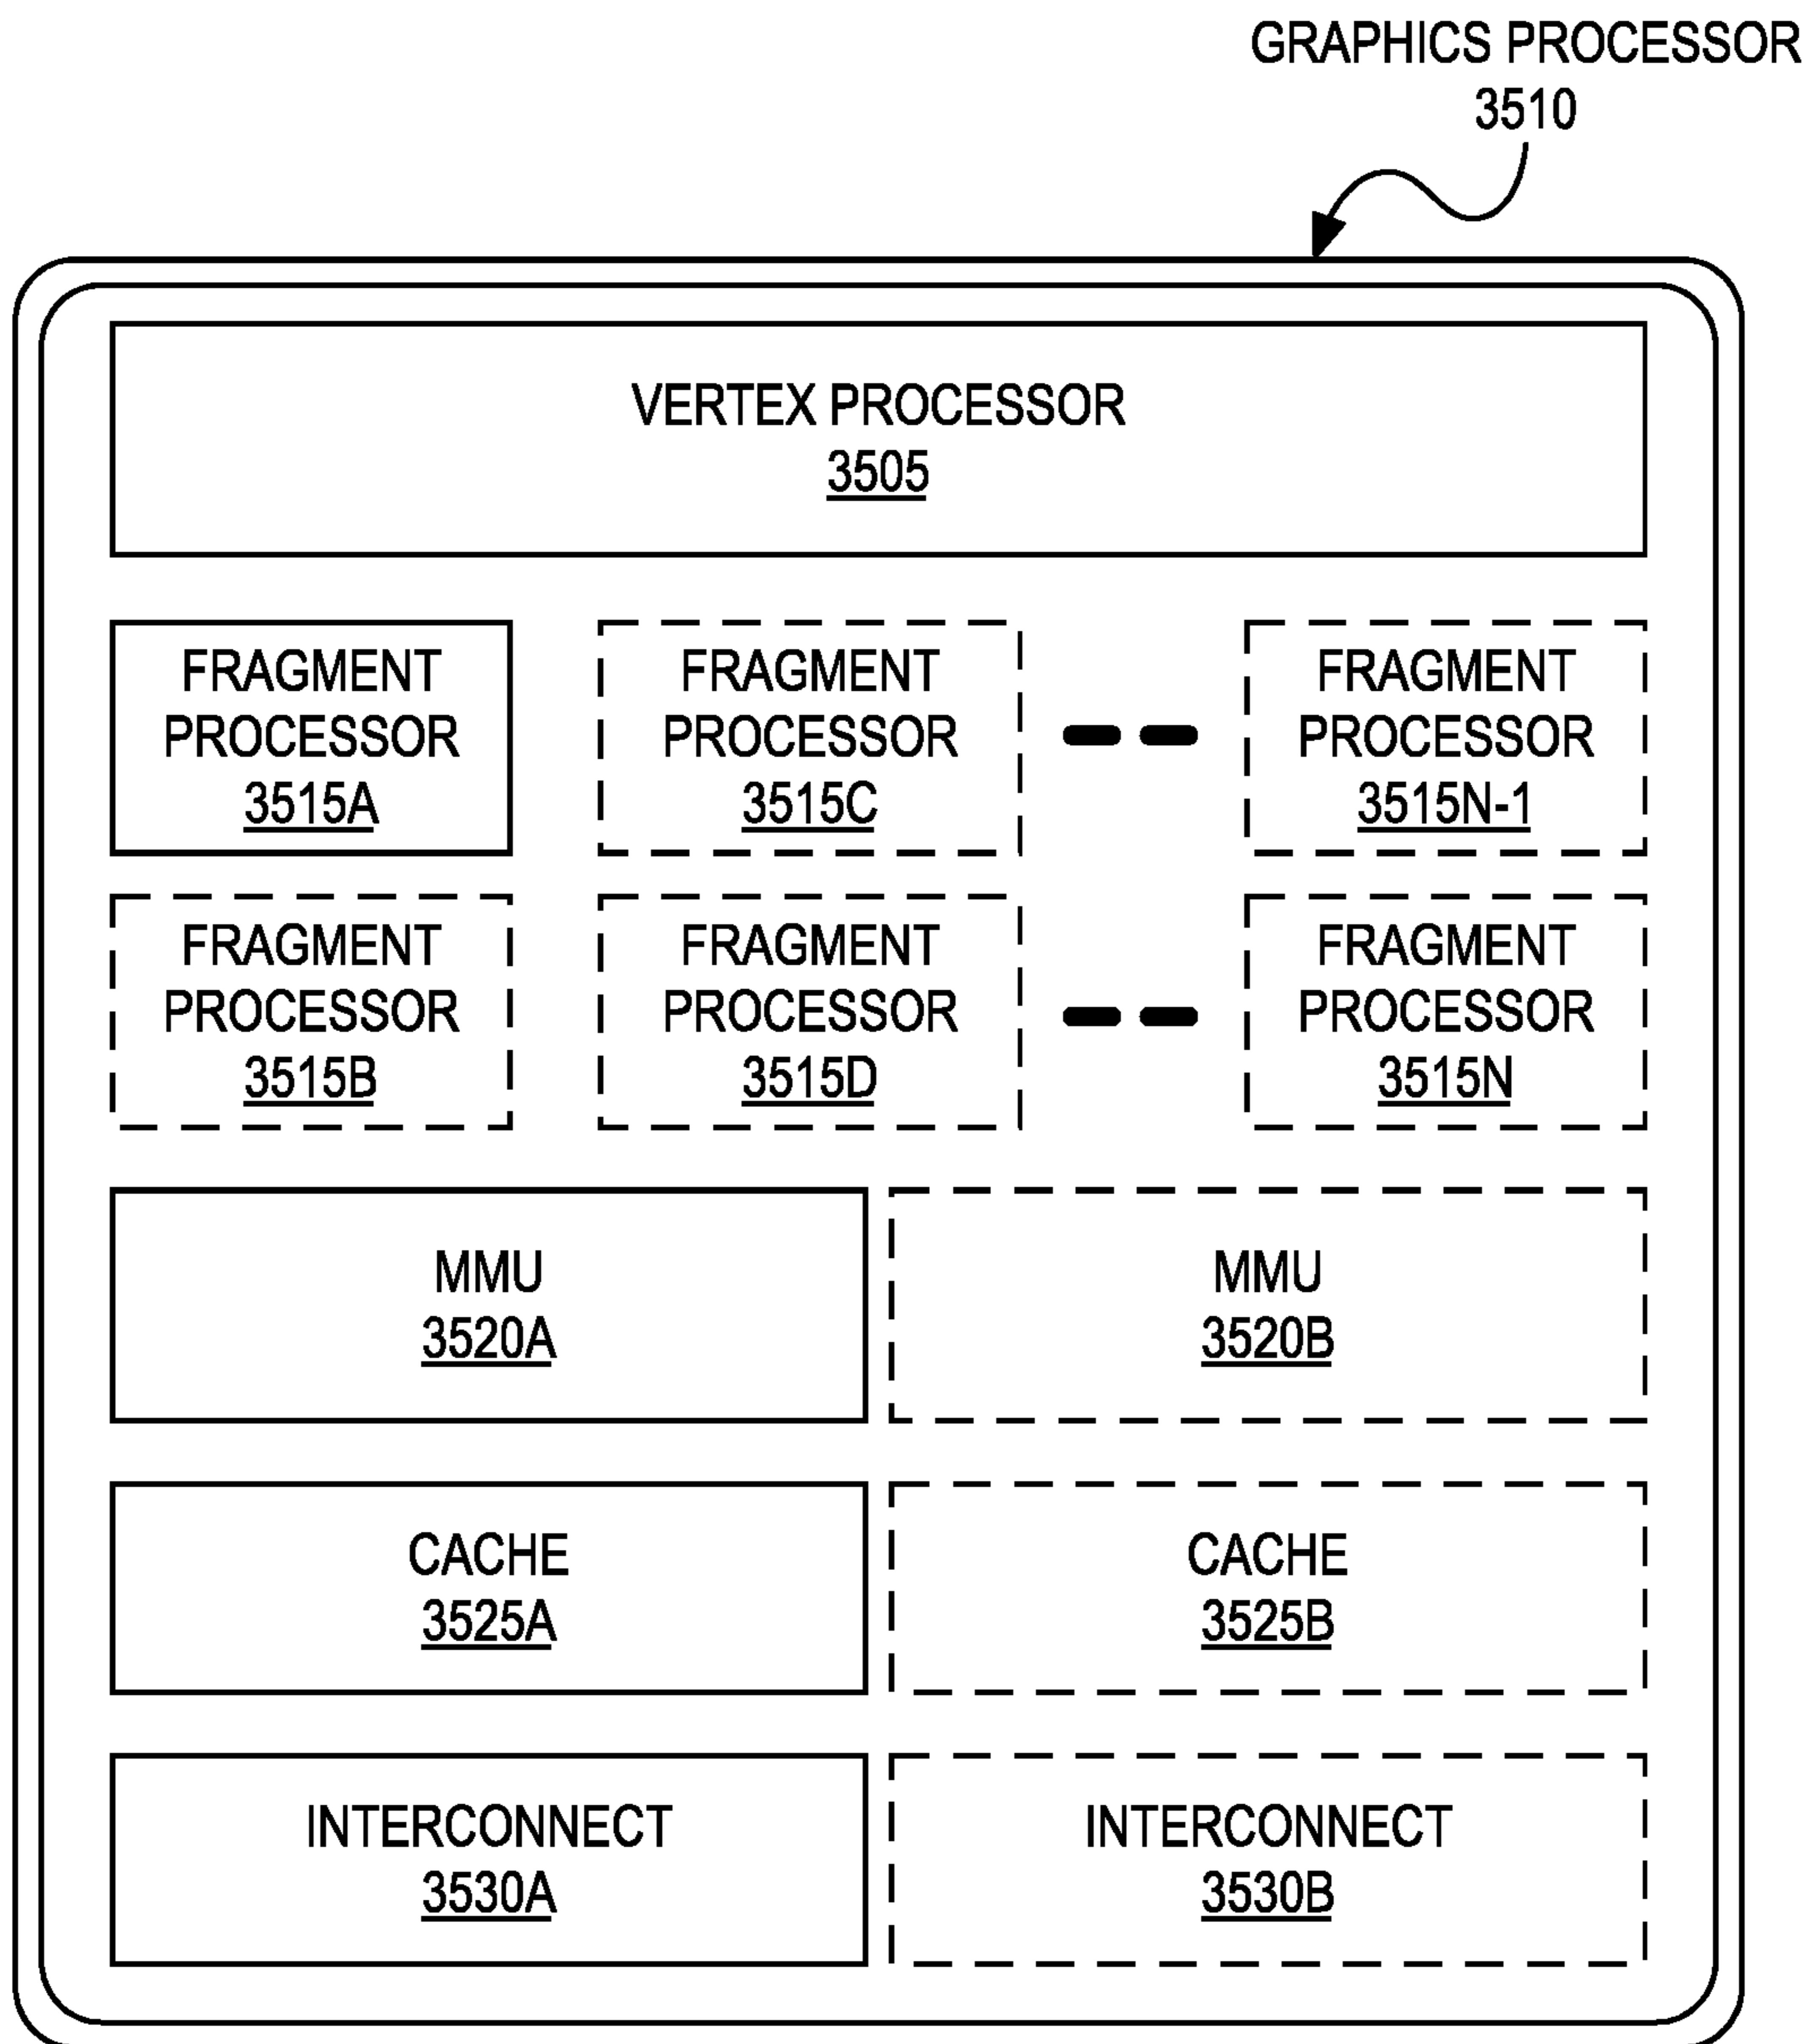 GRAPHICS PROCESSOR
3510
VERTEX PROCESSOR
3505
FRAGMENT
PROCESSOR
3515A
FRAGMENT
PROCESSOR
3515C
FRAGMENT
PROCESSOR
3515N-1
FRAGMENT
PROCESSOR
3515B
FRAGMENT
PROCESSOR
3515D
FRAGMENT
PROCESSOR
3515N
MMU
3520A
MMU
3520B
CACHE
3525A
CACHE
3525B
INTERCONNECT
3530A
INTERCONNECT
3530B